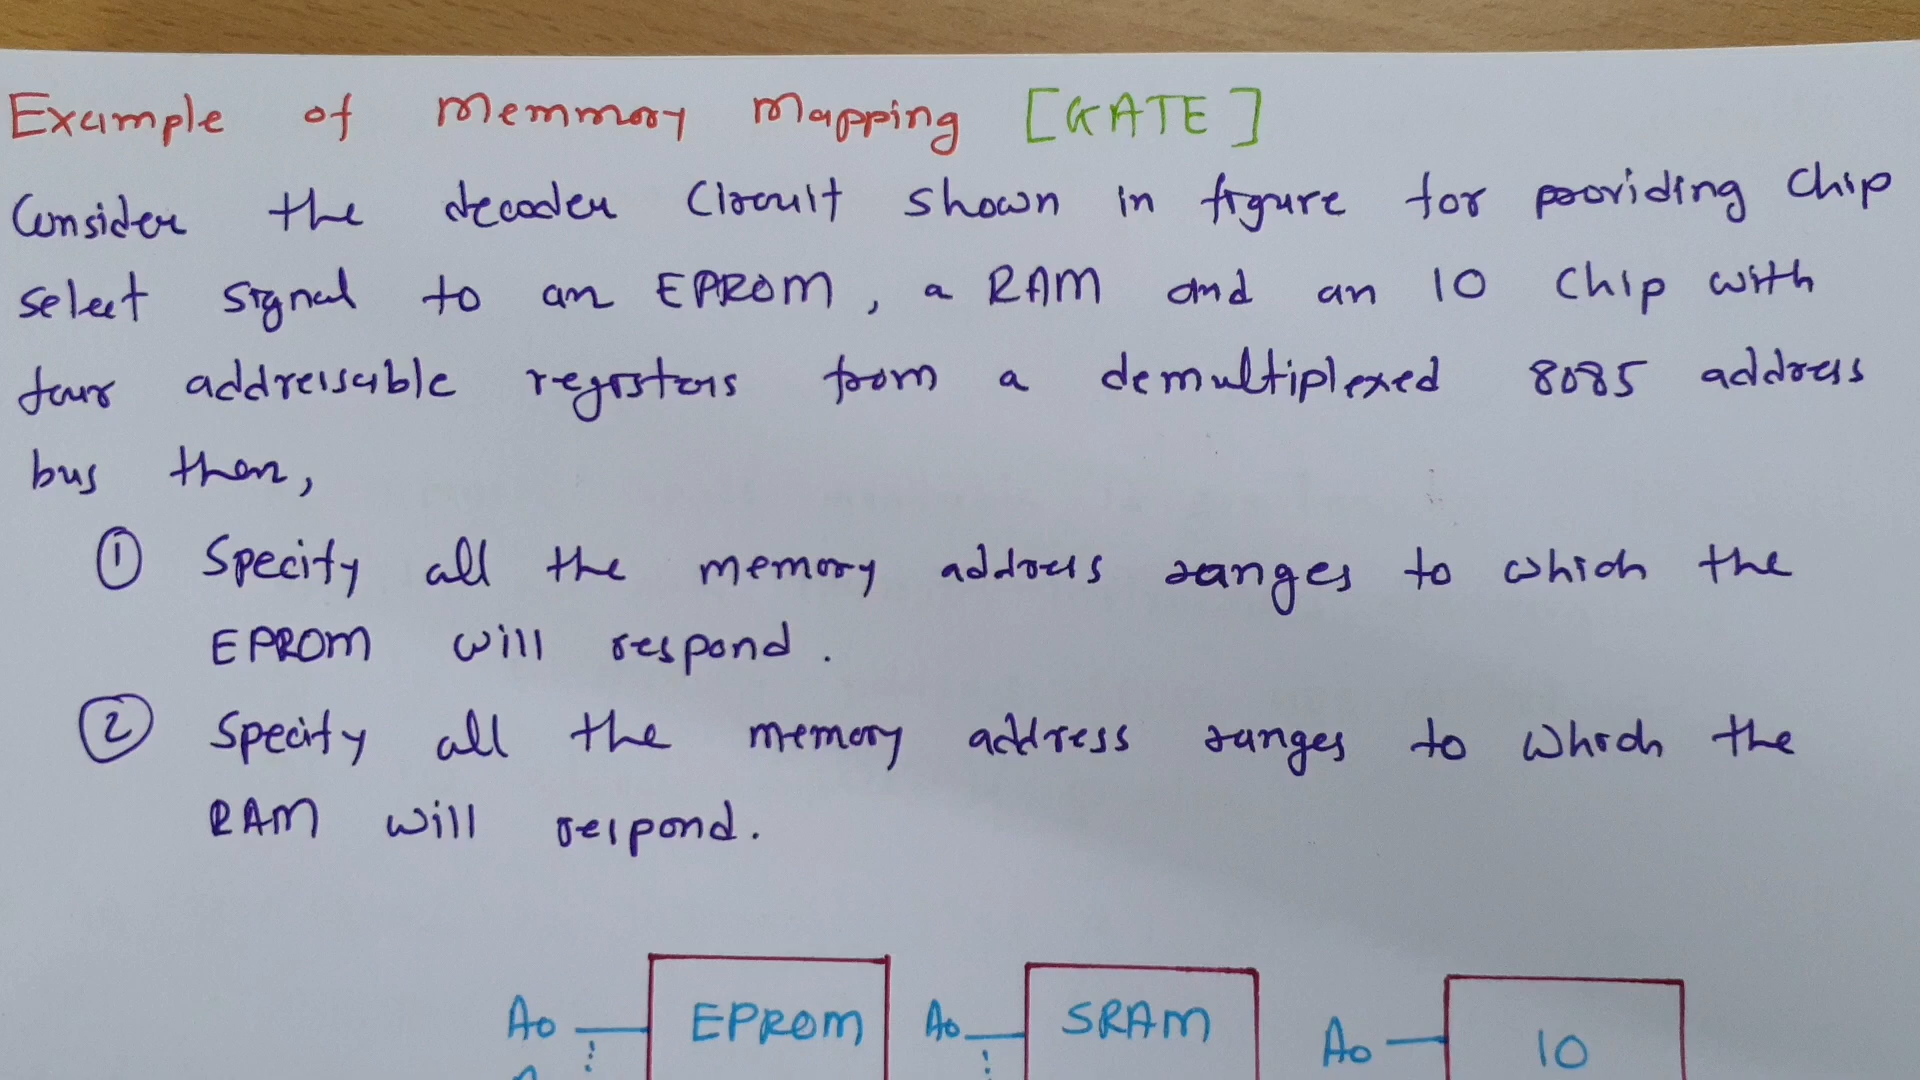 Example of Memmory Mapping [GATE]
Consider the decoder Circuit shown in figure for providing Chip
select signal to an EPROM, a RAM and an IO Chip with
four addressable registers from a demultiplexed 8085 address
bus then,
① Specify all the memory address ranges to which the
EPROM will respond.
② Specify all the memory address ranges to which the
RAM will respond.
A0 EPROM A0 SRAM A0 IO